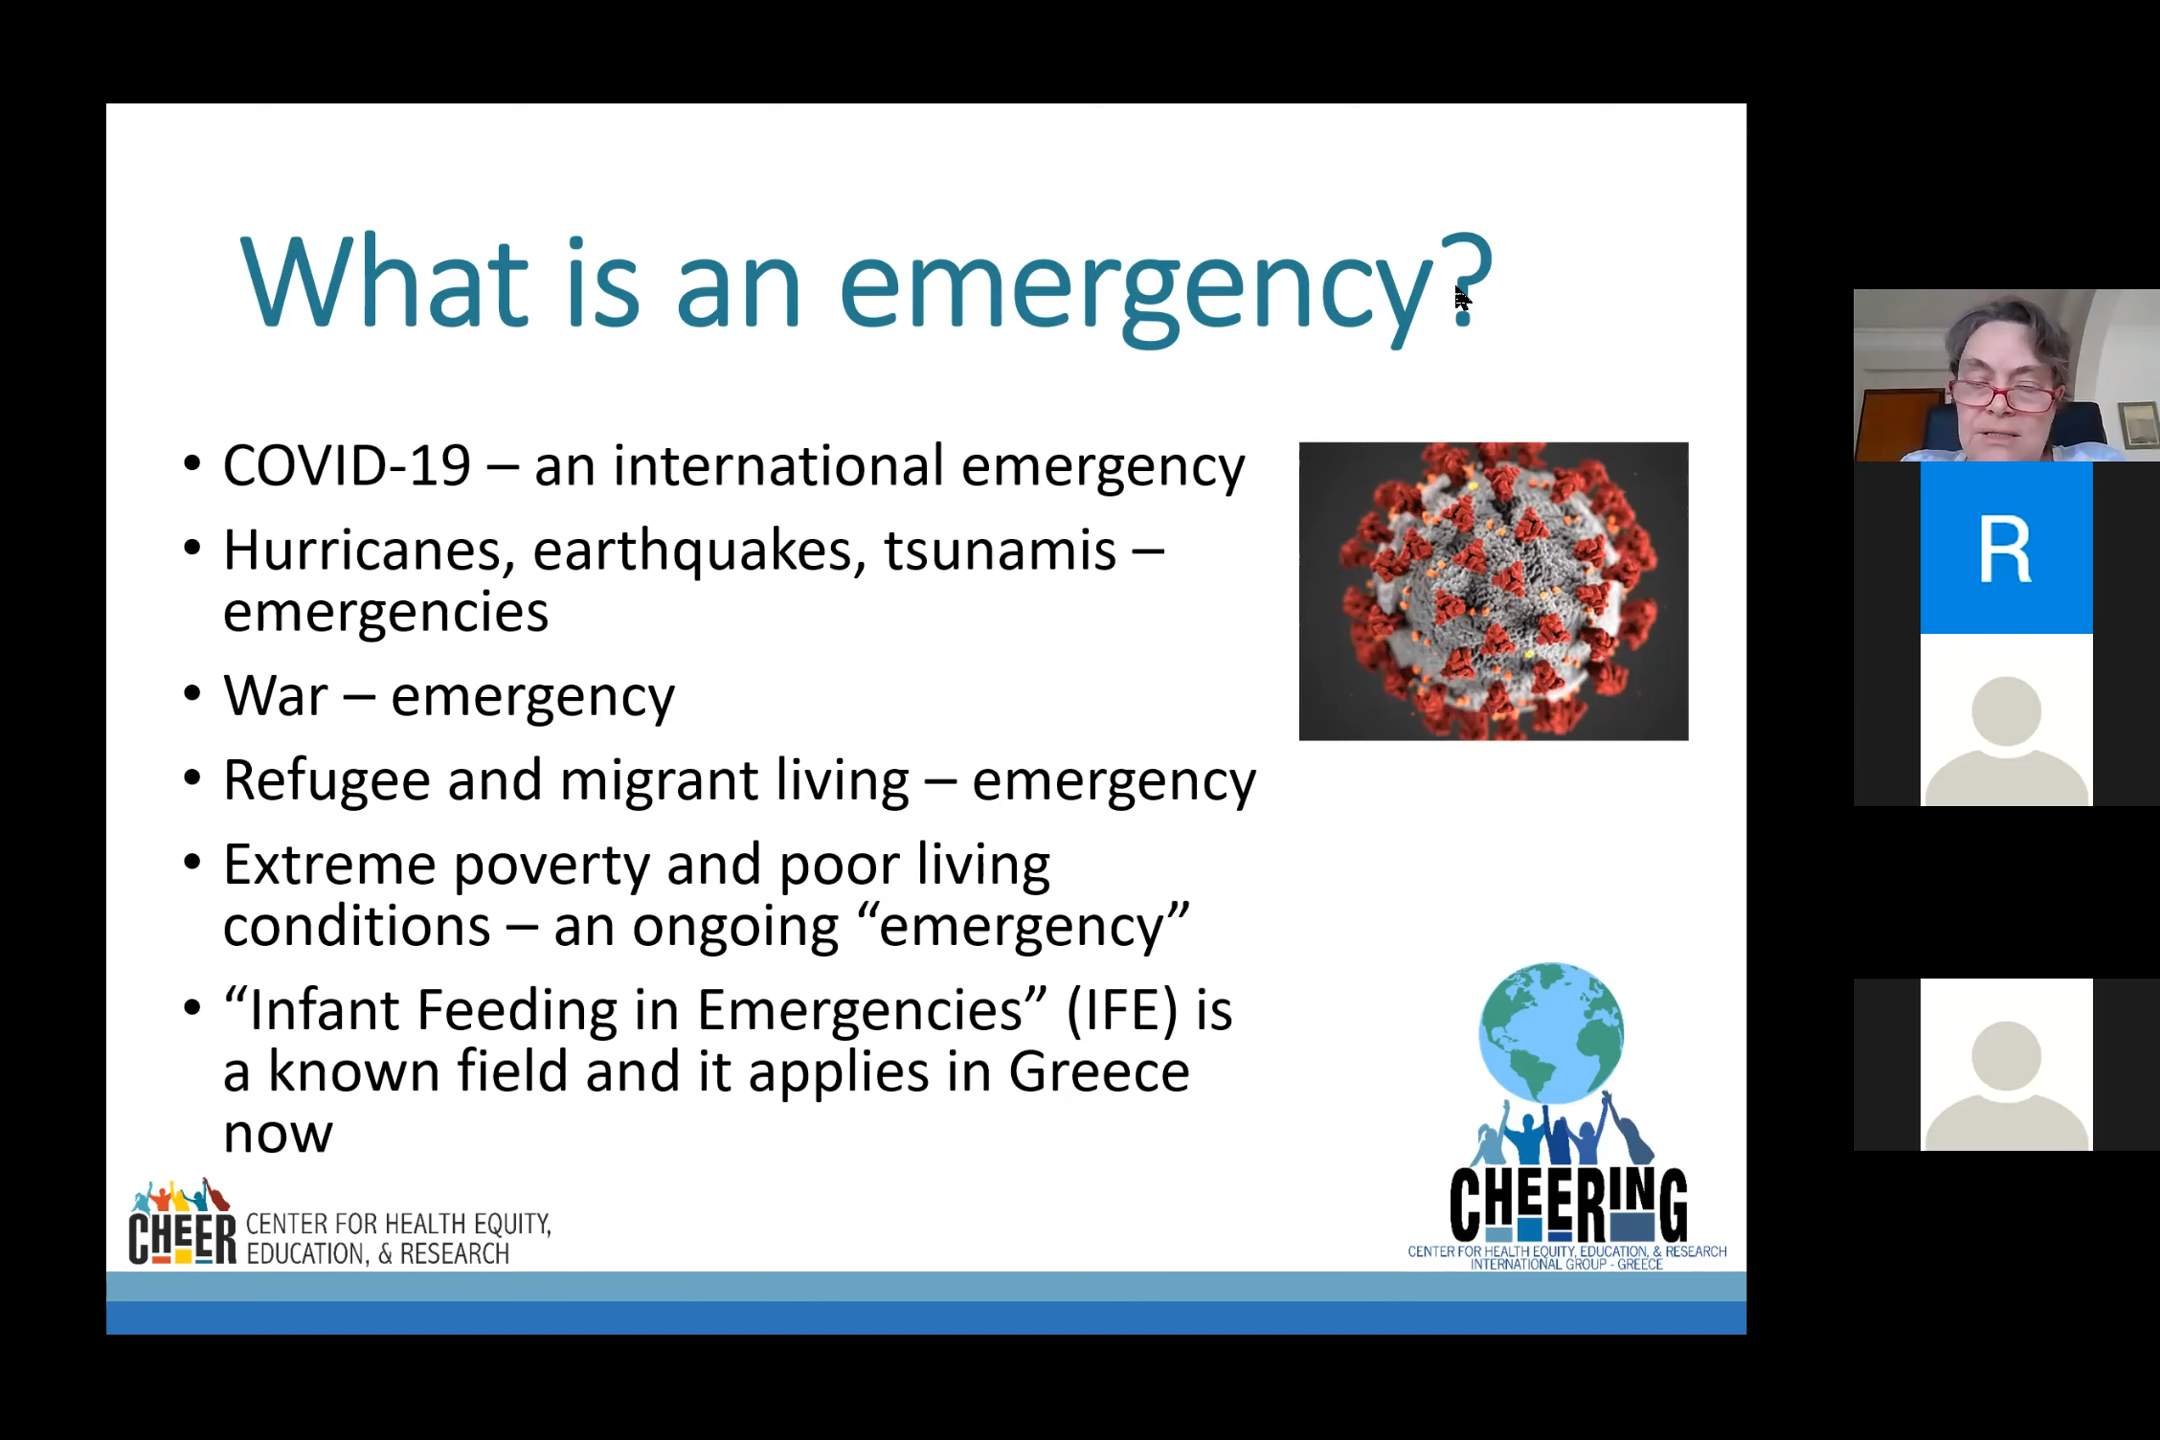 What is an emergency?
• COVID-19 – an international emergency
• Hurricanes, earthquakes, tsunamis –
emergencies
• War – emergency
• Refugee and migrant living – emergency
• Extreme poverty and poor living
conditions – an ongoing “emergency”
• “Infant Feeding in Emergencies” (IFE) is
a known field and it applies in Greece
now
CHEER
CENTER FOR HEALTH EQUITY,
EDUCATION, & RESEARCH
CHEERING
CENTER FOR HEALTH EQUITY, EDUCATION, & RESEARCH
INTERNATIONAL GROUP - GREECE
R